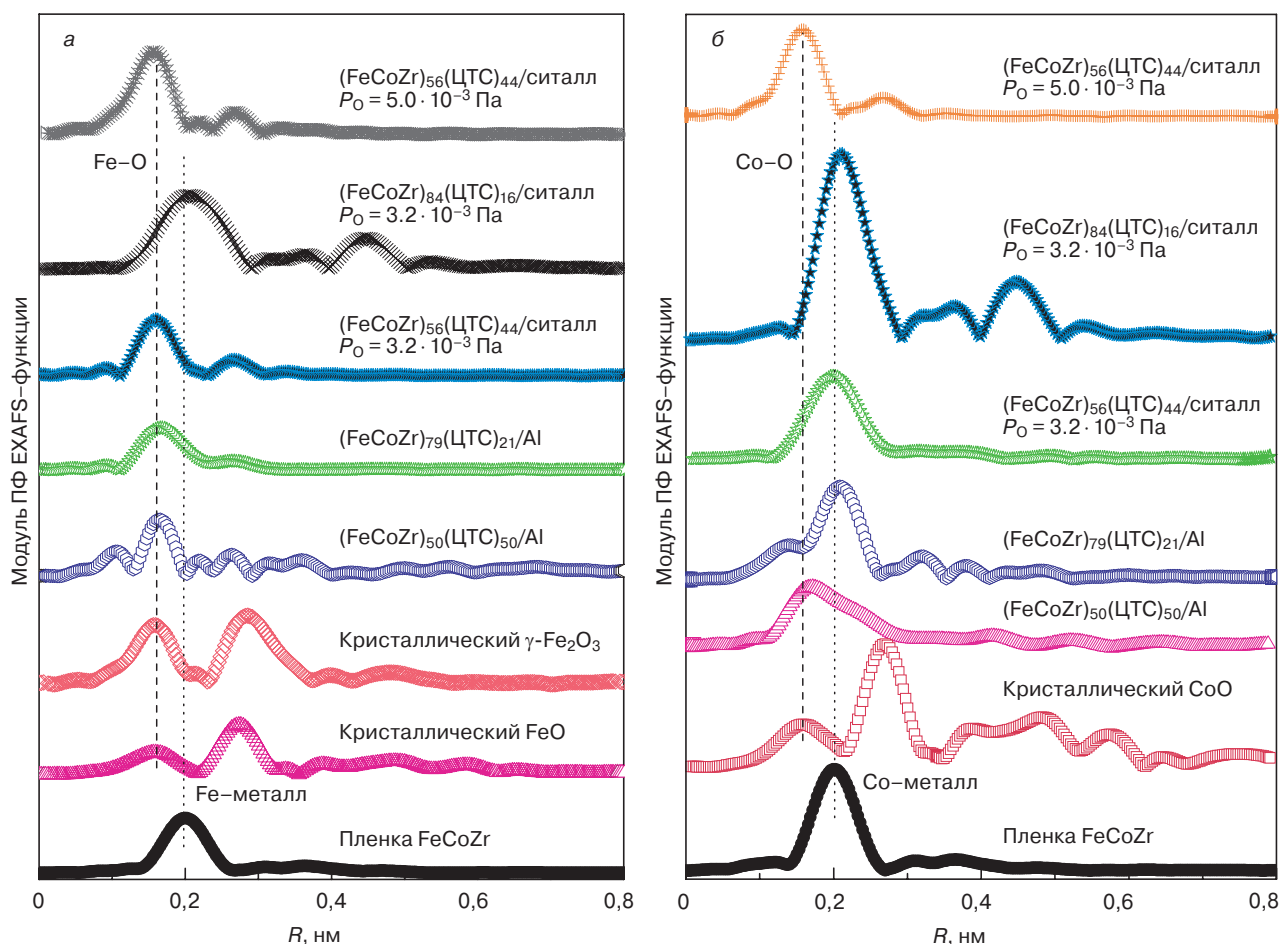 а
(FeCoZr)₅₆(ЦТС)₄₄/ситалл
P_O = 5.0 · 10⁻³ Па
Fe–O
(FeCoZr)₈₄(ЦТС)₁₆/ситалл
P_O = 3.2 · 10⁻³ Па
(FeCoZr)₅₆(ЦТС)₄₄/ситалл
P_O = 3.2 · 10⁻³ Па
(FeCoZr)₇₉(ЦТС)₂₁/Al
(FeCoZr)₅₀(ЦТС)₅₀/Al
Кристаллический γ-Fe₂O₃
Кристаллический FeO
Fe–металл
Пленка FeCoZr
Модуль ПФ EXAFS–функции
0 0,2 0,4 0,6 0,8
R, нм
б
(FeCoZr)₅₆(ЦТС)₄₄/ситалл
P_O = 5.0 · 10⁻³ Па
Co–O
(FeCoZr)₈₄(ЦТС)₁₆/ситалл
P_O = 3.2 · 10⁻³ Па
(FeCoZr)₅₆(ЦТС)₄₄/ситалл
P_O = 3.2 · 10⁻³ Па
(FeCoZr)₇₉(ЦТС)₂₁/Al
(FeCoZr)₅₀(ЦТС)₅₀/Al
Кристаллический CoO
Co–металл
Пленка FeCoZr
Модуль ПФ EXAFS–функции
0 0,2 0,4 0,6 0,8
R, нм